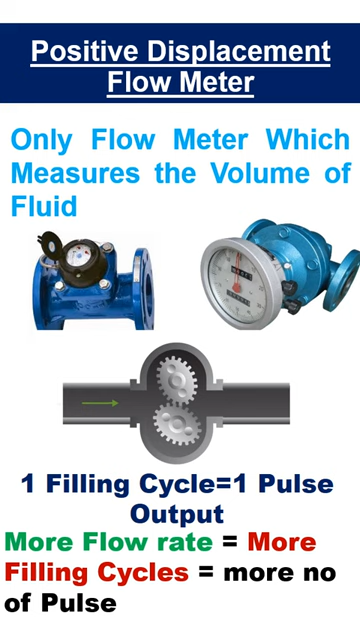 Positive Displacement
Flow Meter
Only Flow Meter Which
Measures the Volume of
Fluid
1 Filling Cycle=1 Pulse
Output
More Flow rate = More
Filling Cycles = more no
of Pulse